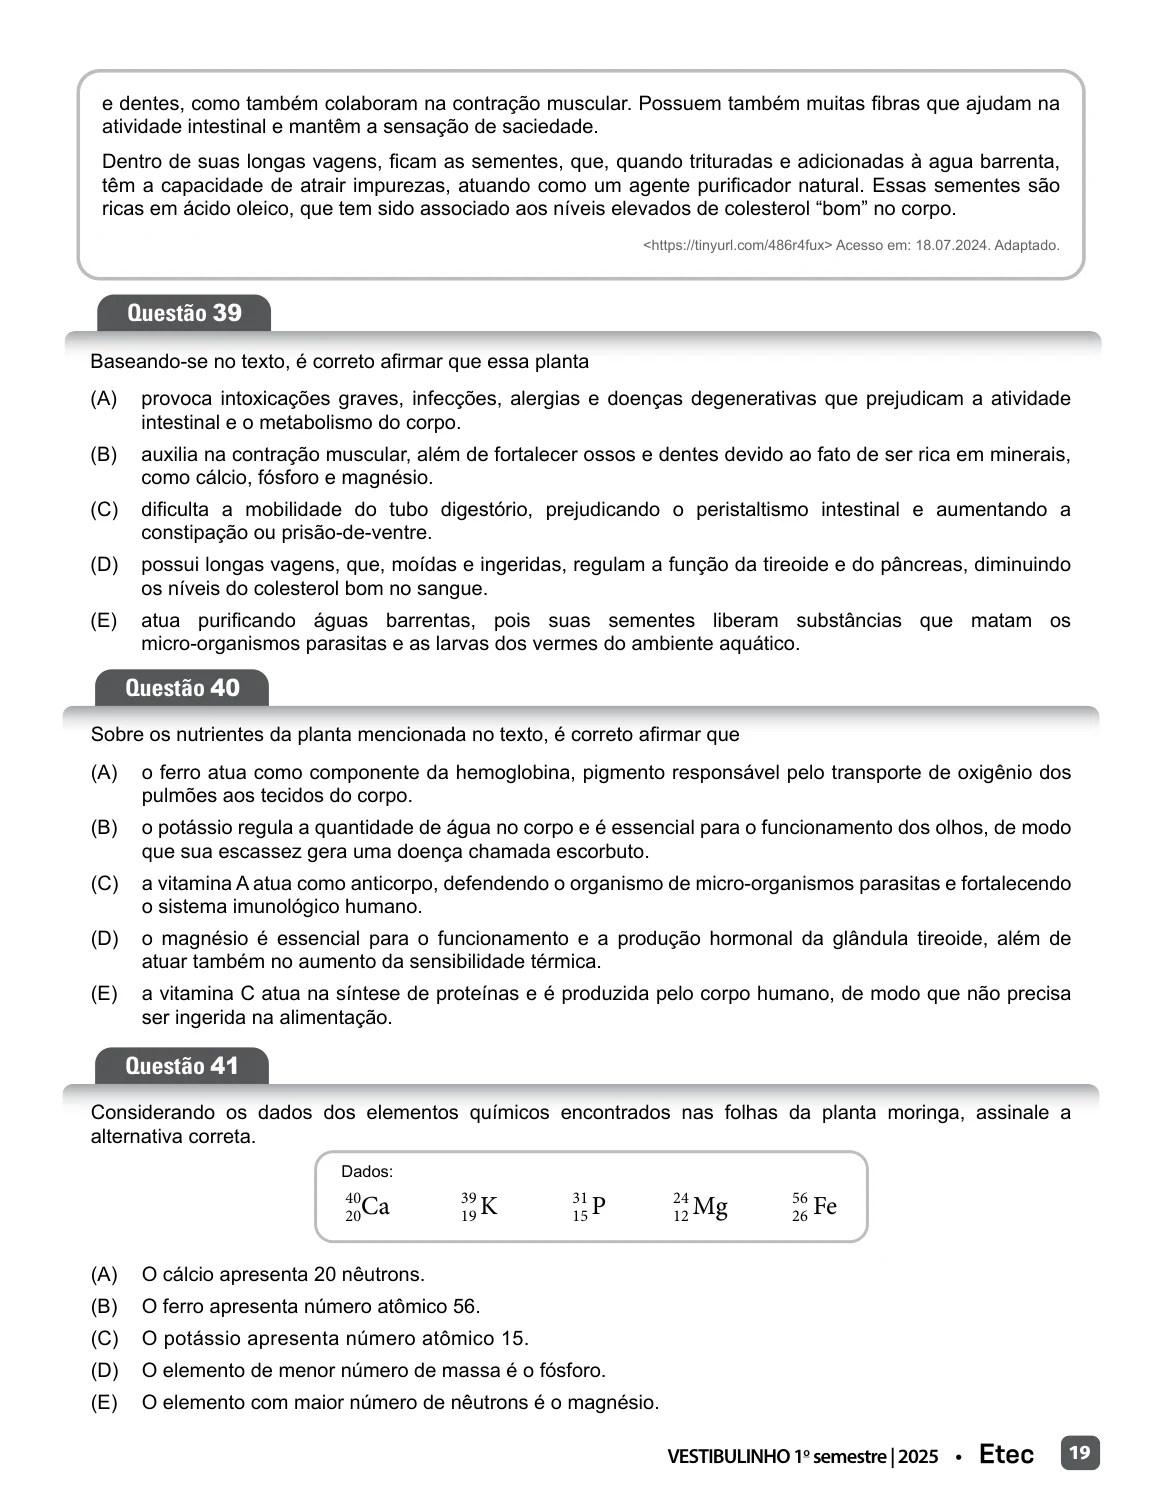 e dentes, como também colaboram na contração muscular. Possuem também muitas fibras que ajudam na
atividade intestinal e mantêm a sensação de saciedade.
Dentro de suas longas vagens, ficam as sementes, que, quando trituradas e adicionadas à agua barrenta,
têm a capacidade de atrair impurezas, atuando como um agente purificador natural. Essas sementes são
ricas em ácido oleico, que tem sido associado aos níveis elevados de colesterol “bom” no corpo.
<https://tinyurl.com/486r4fux> Acesso em: 18.07.2024. Adaptado.
Questão 39
Baseando-se no texto, é correto afirmar que essa planta
(A) provoca intoxicações graves, infecções, alergias e doenças degenerativas que prejudicam a atividade
intestinal e o metabolismo do corpo.
(B) auxilia na contração muscular, além de fortalecer ossos e dentes devido ao fato de ser rica em minerais,
como cálcio, fósforo e magnésio.
(C) dificulta a mobilidade do tubo digestório, prejudicando o peristaltismo intestinal e aumentando a
constipação ou prisão-de-ventre.
(D) possui longas vagens, que, moídas e ingeridas, regulam a função da tireoide e do pâncreas, diminuindo
os níveis do colesterol bom no sangue.
(E) atua purificando águas barrentas, pois suas sementes liberam substâncias que matam os
micro-organismos parasitas e as larvas dos vermes do ambiente aquático.
Questão 40
Sobre os nutrientes da planta mencionada no texto, é correto afirmar que
(A) o ferro atua como componente da hemoglobina, pigmento responsável pelo transporte de oxigênio dos
pulmões aos tecidos do corpo.
(B) o potássio regula a quantidade de água no corpo e é essencial para o funcionamento dos olhos, de modo
que sua escassez gera uma doença chamada escorbuto.
(C) a vitamina A atua como anticorpo, defendendo o organismo de micro-organismos parasitas e fortalecendo
o sistema imunológico humano.
(D) o magnésio é essencial para o funcionamento e a produção hormonal da glândula tireoide, além de
atuar também no aumento da sensibilidade térmica.
(E) a vitamina C atua na síntese de proteínas e é produzida pelo corpo humano, de modo que não precisa
ser ingerida na alimentação.
Questão 41
Considerando os dados dos elementos químicos encontrados nas folhas da planta moringa, assinale a
alternativa correta.
Dados:
⁴⁰₂₀Ca ³⁹₁₉K ³¹₁₅P ²⁴₁₂Mg ⁵⁶₂₆Fe
(A) O cálcio apresenta 20 nêutrons.
(B) O ferro apresenta número atômico 56.
(C) O potássio apresenta número atômico 15.
(D) O elemento de menor número de massa é o fósforo.
(E) O elemento com maior número de nêutrons é o magnésio.
VESTIBULINHO 1º semestre | 2025 • Etec 19